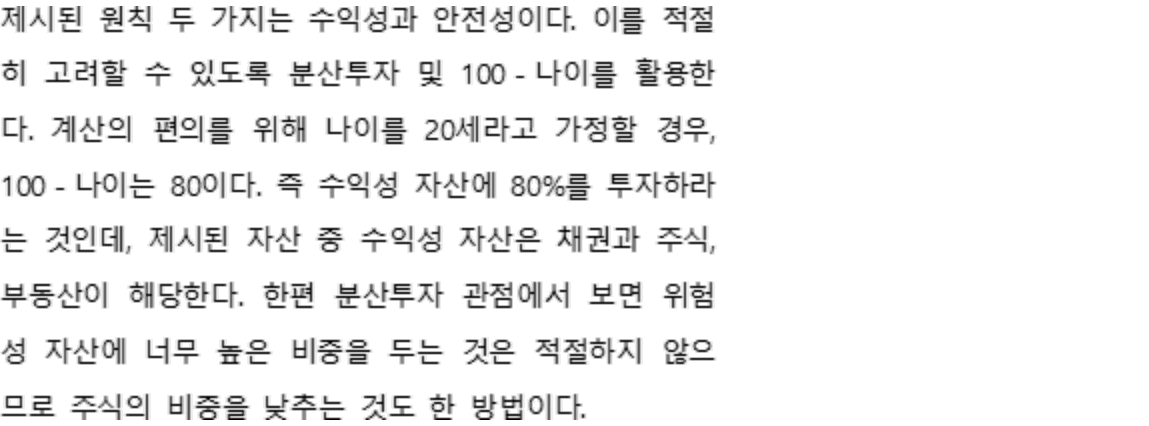 제시된 원칙 두 가지는 수익성과 안전성이다. 이를 적절
히 고려할 수 있도록 분산투자 및 100 - 나이를 활용한
다. 계산의 편의를 위해 나이를 20세라고 가정할 경우,
100 - 나이는 80이다. 즉 수익성 자산에 80%를 투자하라
는 것인데, 제시된 자산 중 수익성 자산은 채권과 주식,
부동산이 해당한다. 한편 분산투자 관점에서 보면 위험
성 자산에 너무 높은 비중을 두는 것은 적절하지 않으
므로 주식의 비중을 낮추는 것도 한 방법이다.